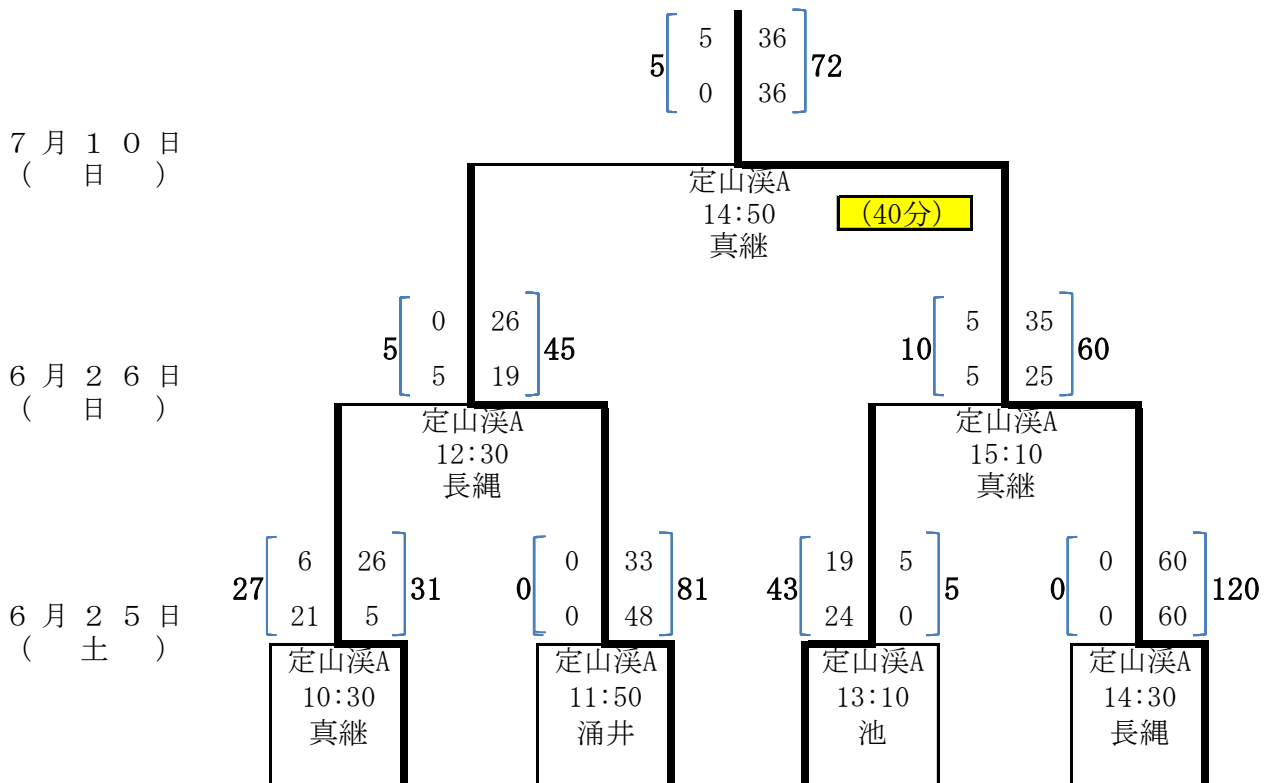 5 36
5 72
0 36
7月10日
(日)
定山渓A
14:50
(40分)
真継
0 26
5 45
5 19
5 35
10 60
5 25
6月26日
(日)
定山渓A
12:30
長縄
定山渓A
15:10
真継
6 26
27 31
21 5
0 33
0 81
0 48
19 5
43 5
24 0
0 60
0 120
0 60
6月25日
(土)
定山渓A
10:30
真継
定山渓A
11:50
涌井
定山渓A
13:10
池
定山渓A
14:30
長縄